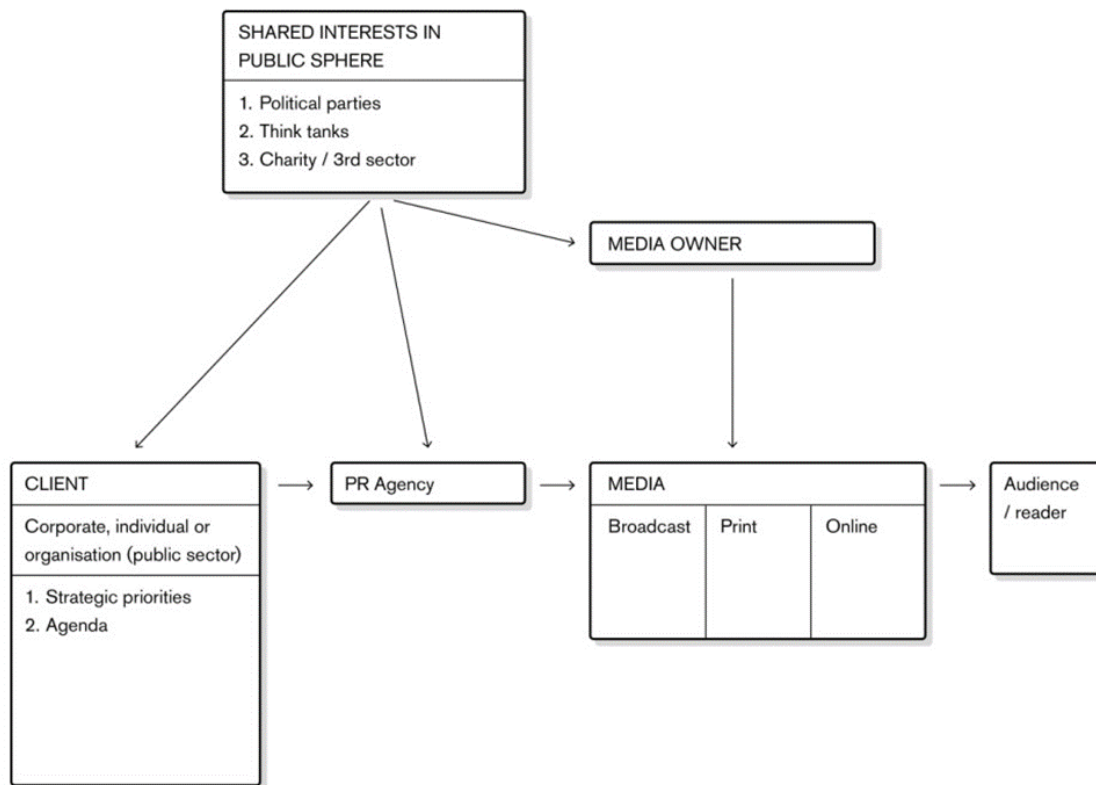 SHARED INTERESTS IN
PUBLIC SPHERE
1. Political parties
2. Think tanks
3. Charity / 3rd sector
MEDIA OWNER
CLIENT
Corporate, individual or
organisation (public sector)
1. Strategic priorities
2. Agenda
PR Agency
MEDIA
Broadcast
Print
Online
Audience
/ reader